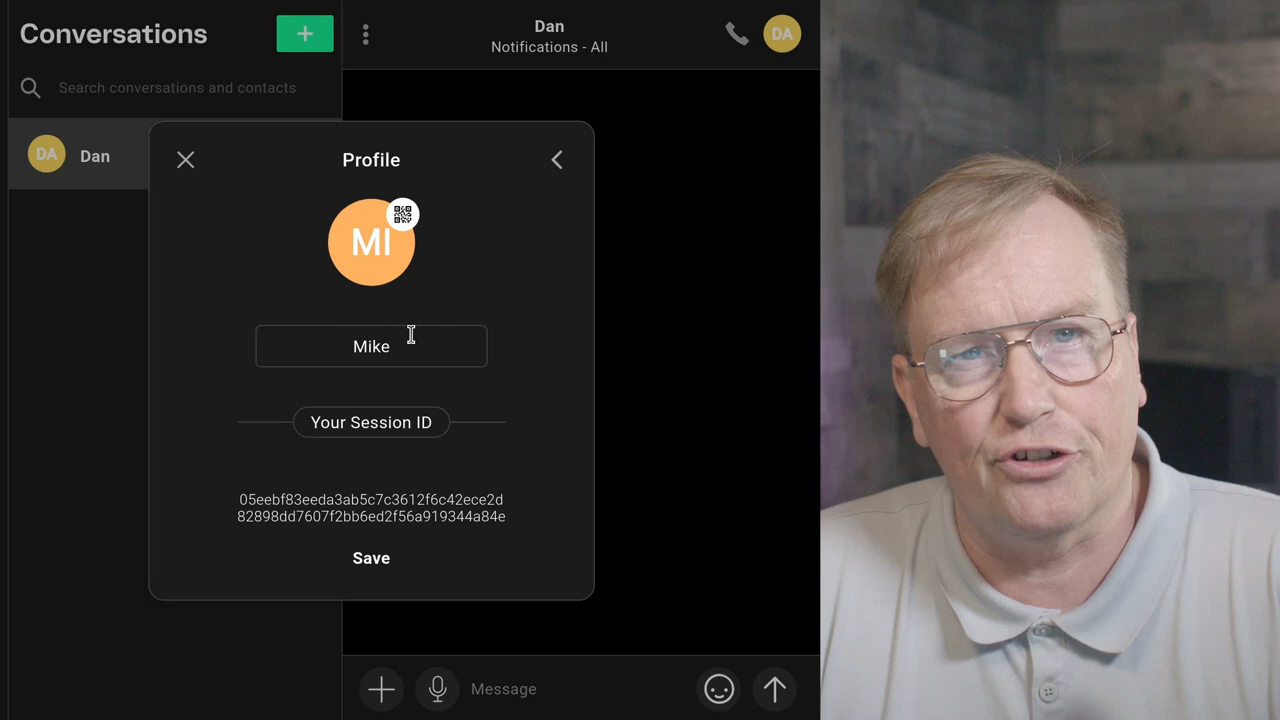 Conversations
Search conversations and contacts
DA
Dan
Dan
Notifications - All
DA
Profile
MI
Mike
Your Session ID
05eebf83eeda3ab5c7c3612f6c42ece2d
82898dd7607f2bb6ed2f56a919344a84e
Save
Message